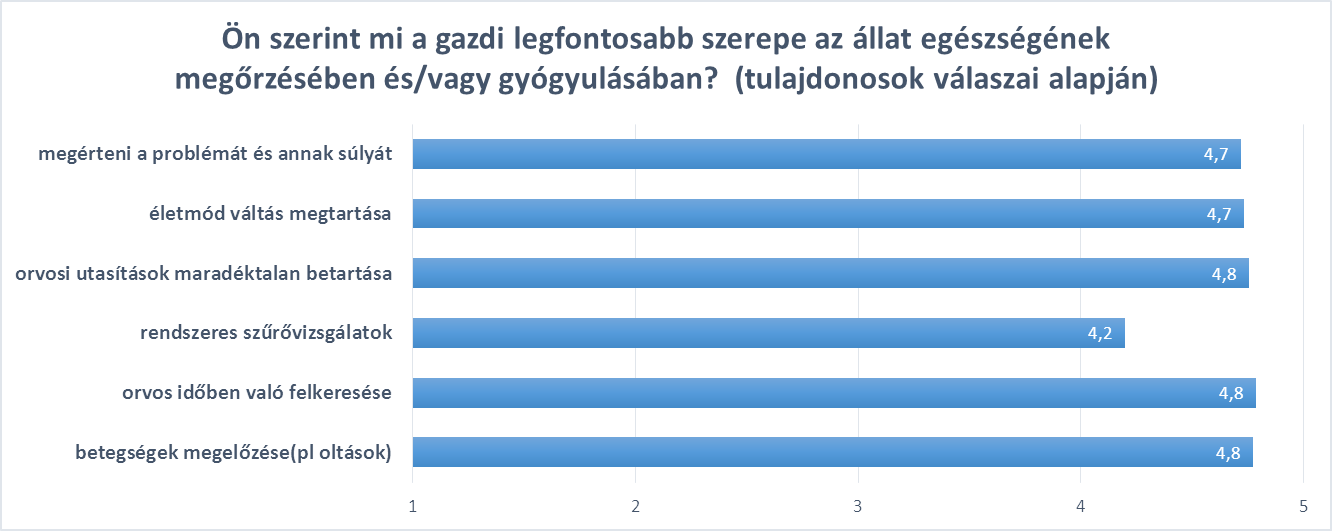 Ön szerint mi a gazdi legfontosabb szerepe az állat egészségének
megőrzésében és/vagy gyógyulásában?  (tulajdonosok válaszai alapján)
megérteni a problémát és annak súlyát
4,7
életmód váltás megtartása
4,7
orvosi utasítások maradéktalan betartása
4,8
rendszeres szűrővizsgálatok
4,2
orvos időben való felkeresése
4,8
betegségek megelőzése(pl oltások)
4,8
1 2 3 4 5